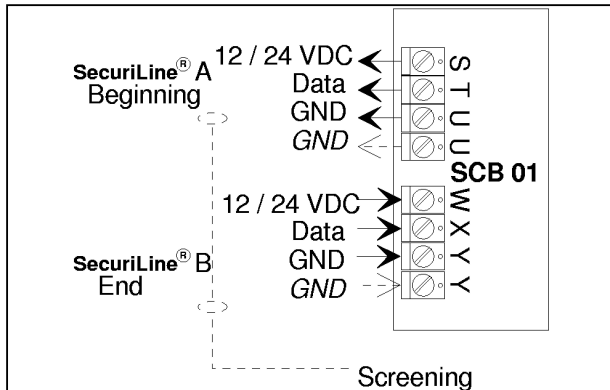 12 / 24 VDC S
SecuriLine® A
Data T
Beginning
GND U
GND U
SCB 01
12 / 24 VDC W
Data X
SecuriLine® B
GND Y
End
GND Y
Screening